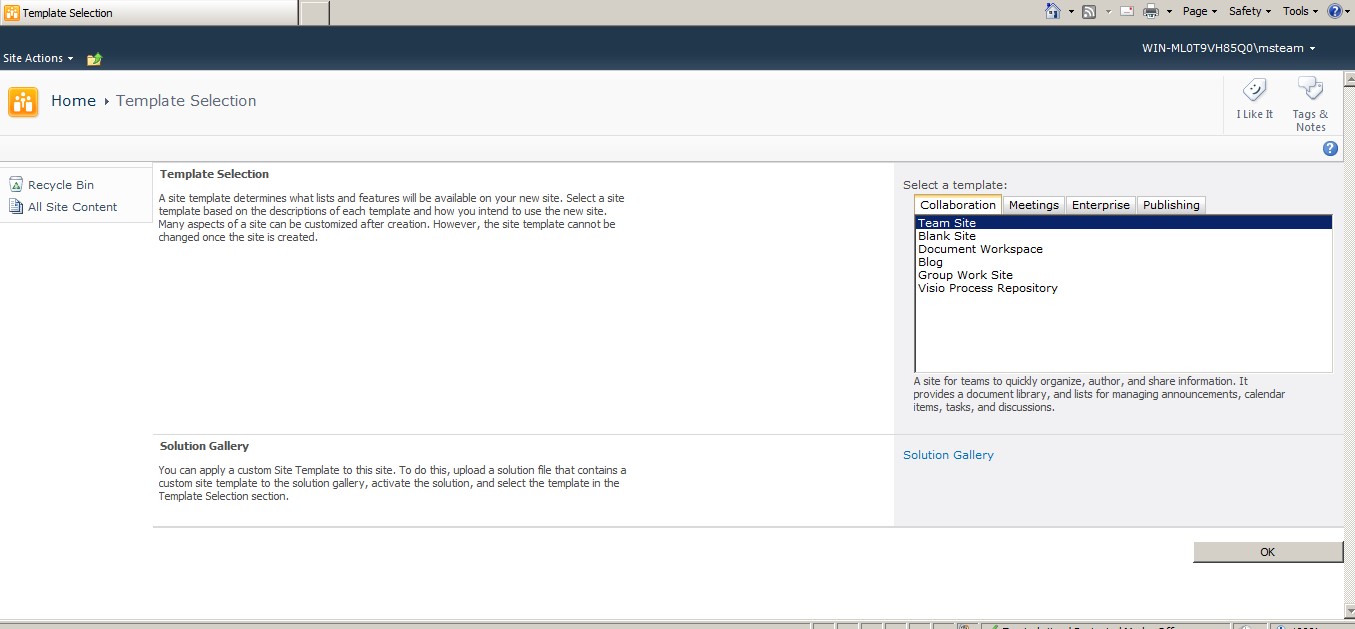 Template Selection
Page
Safety
Tools
Site Actions
WIN-ML0T9VH85Q0\msteam
Home
Template Selection
I Like It
Tags &
Notes
Recycle Bin
All Site Content
Template Selection
A site template determines what lists and features will be available on your new site. Select a site
template based on the descriptions of each template and how you intend to use the new site.
Many aspects of a site can be customized after creation. However, the site template cannot be
changed once the site is created.
Select a template:
Collaboration
Meetings
Enterprise
Publishing
Team Site
Blank Site
Document Workspace
Blog
Group Work Site
Visio Process Repository
A site for teams to quickly organize, author, and share information. It
provides a document library, and lists for managing announcements, calendar
items, tasks, and discussions.
Solution Gallery
You can apply a custom Site Template to this site. To do this, upload a solution file that contains a
custom site template to the solution gallery, activate the solution, and select the template in the
Template Selection section.
Solution Gallery
OK